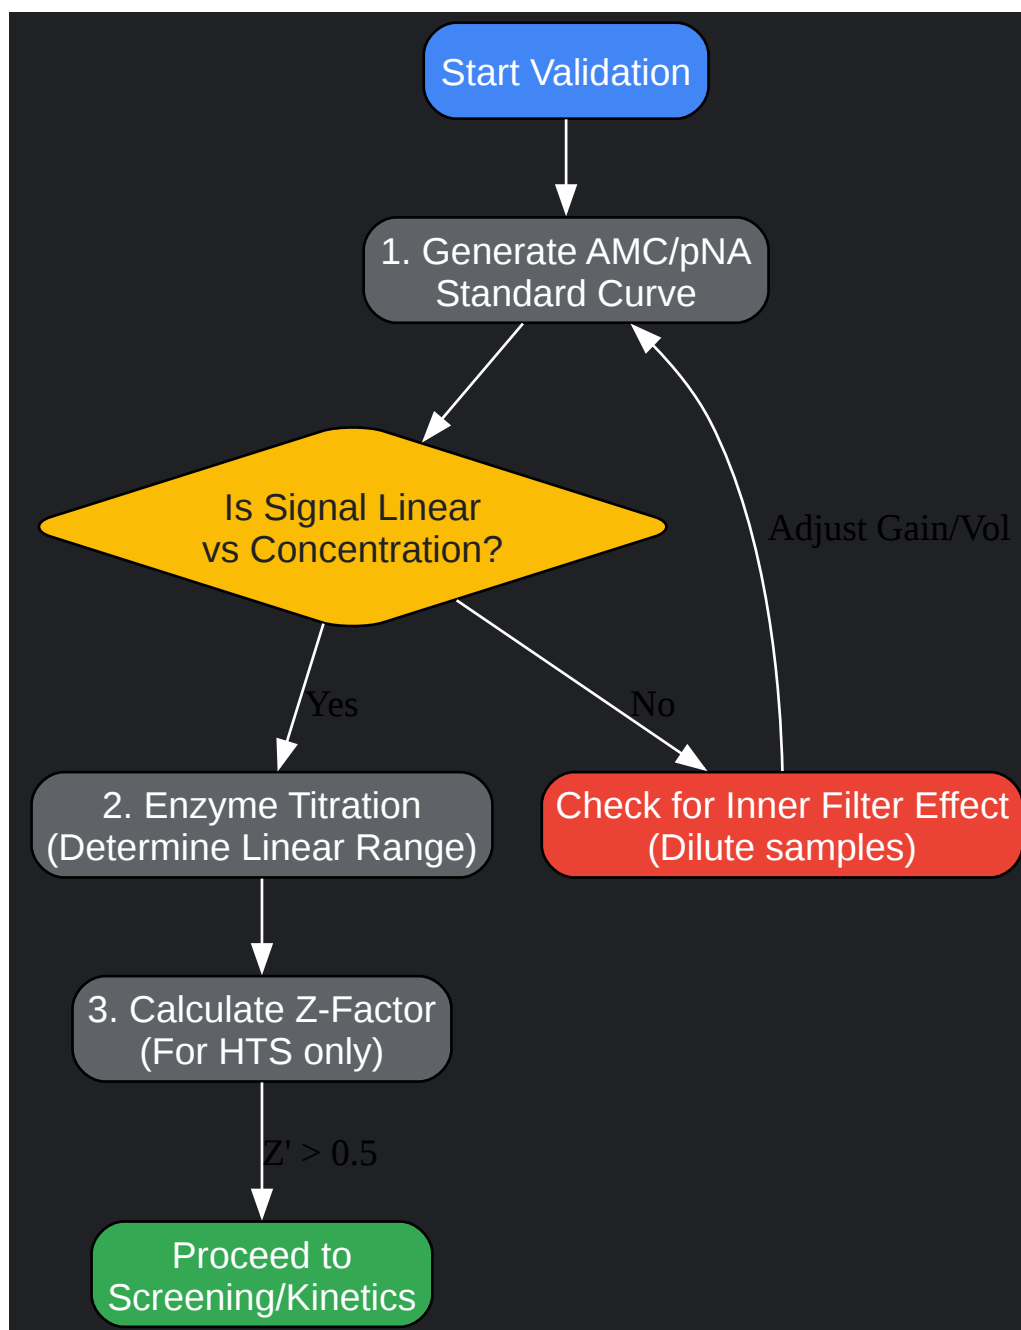 Start Validation
1. Generate AMC/pNA
Standard Curve
Is Signal Linear
vs Concentration?
Adjust Gain/Vol
Yes
No
2. Enzyme Titration
(Determine Linear Range)
Check for Inner Filter Effect
(Dilute samples)
3. Calculate Z-Factor
(For HTS only)
Z' > 0.5
Proceed to
Screening/Kinetics